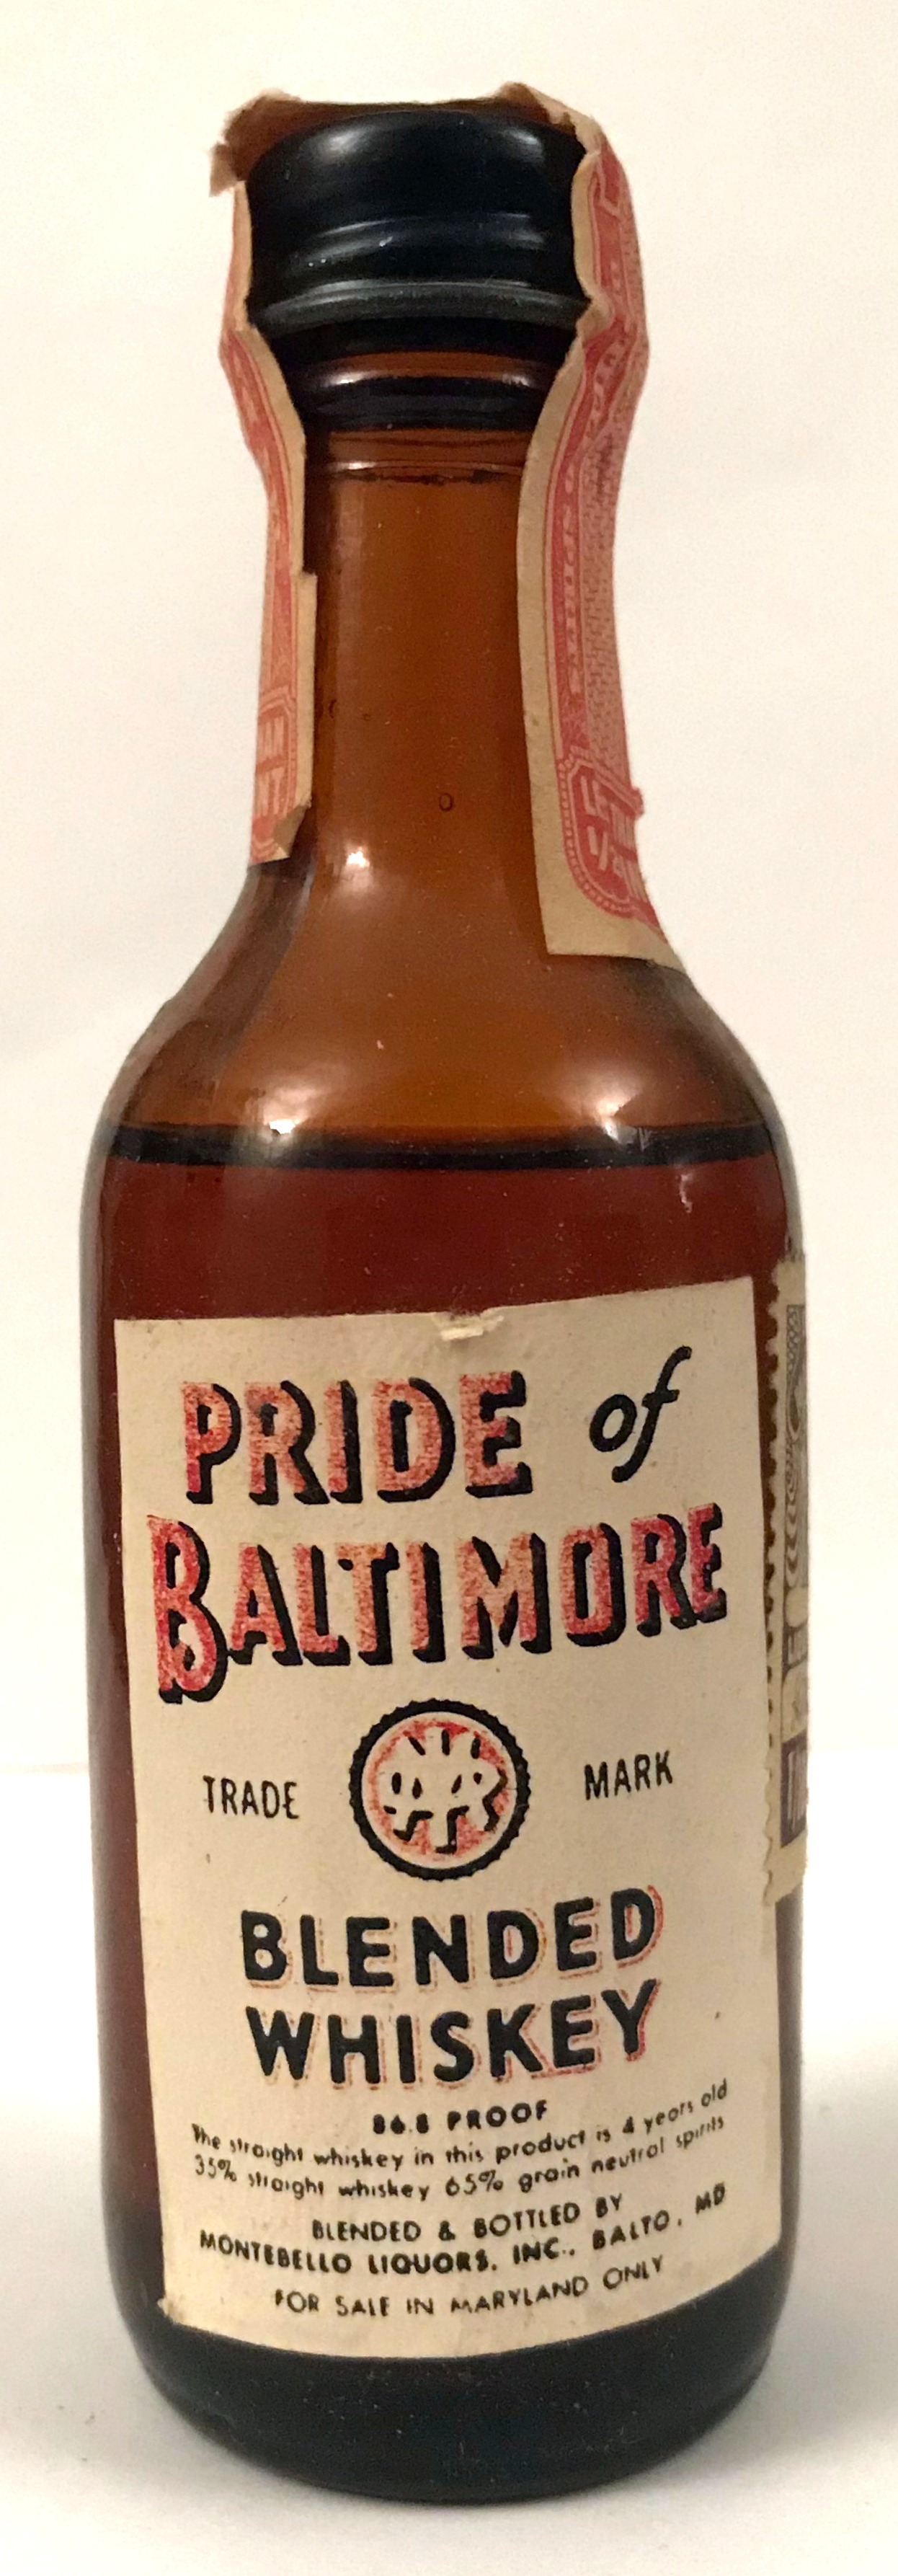 PRIDE of
BALTIMORE
TRADE MARK
BLENDED
WHISKEY
86.8 PROOF
The straight whiskey in this product is 4 years old
35% straight whiskey 65% grain neutral spirits
BLENDED & BOTTLED BY
MONTEBELLO LIQUORS, INC., BALTO, MD
FOR SALE IN MARYLAND ONLY